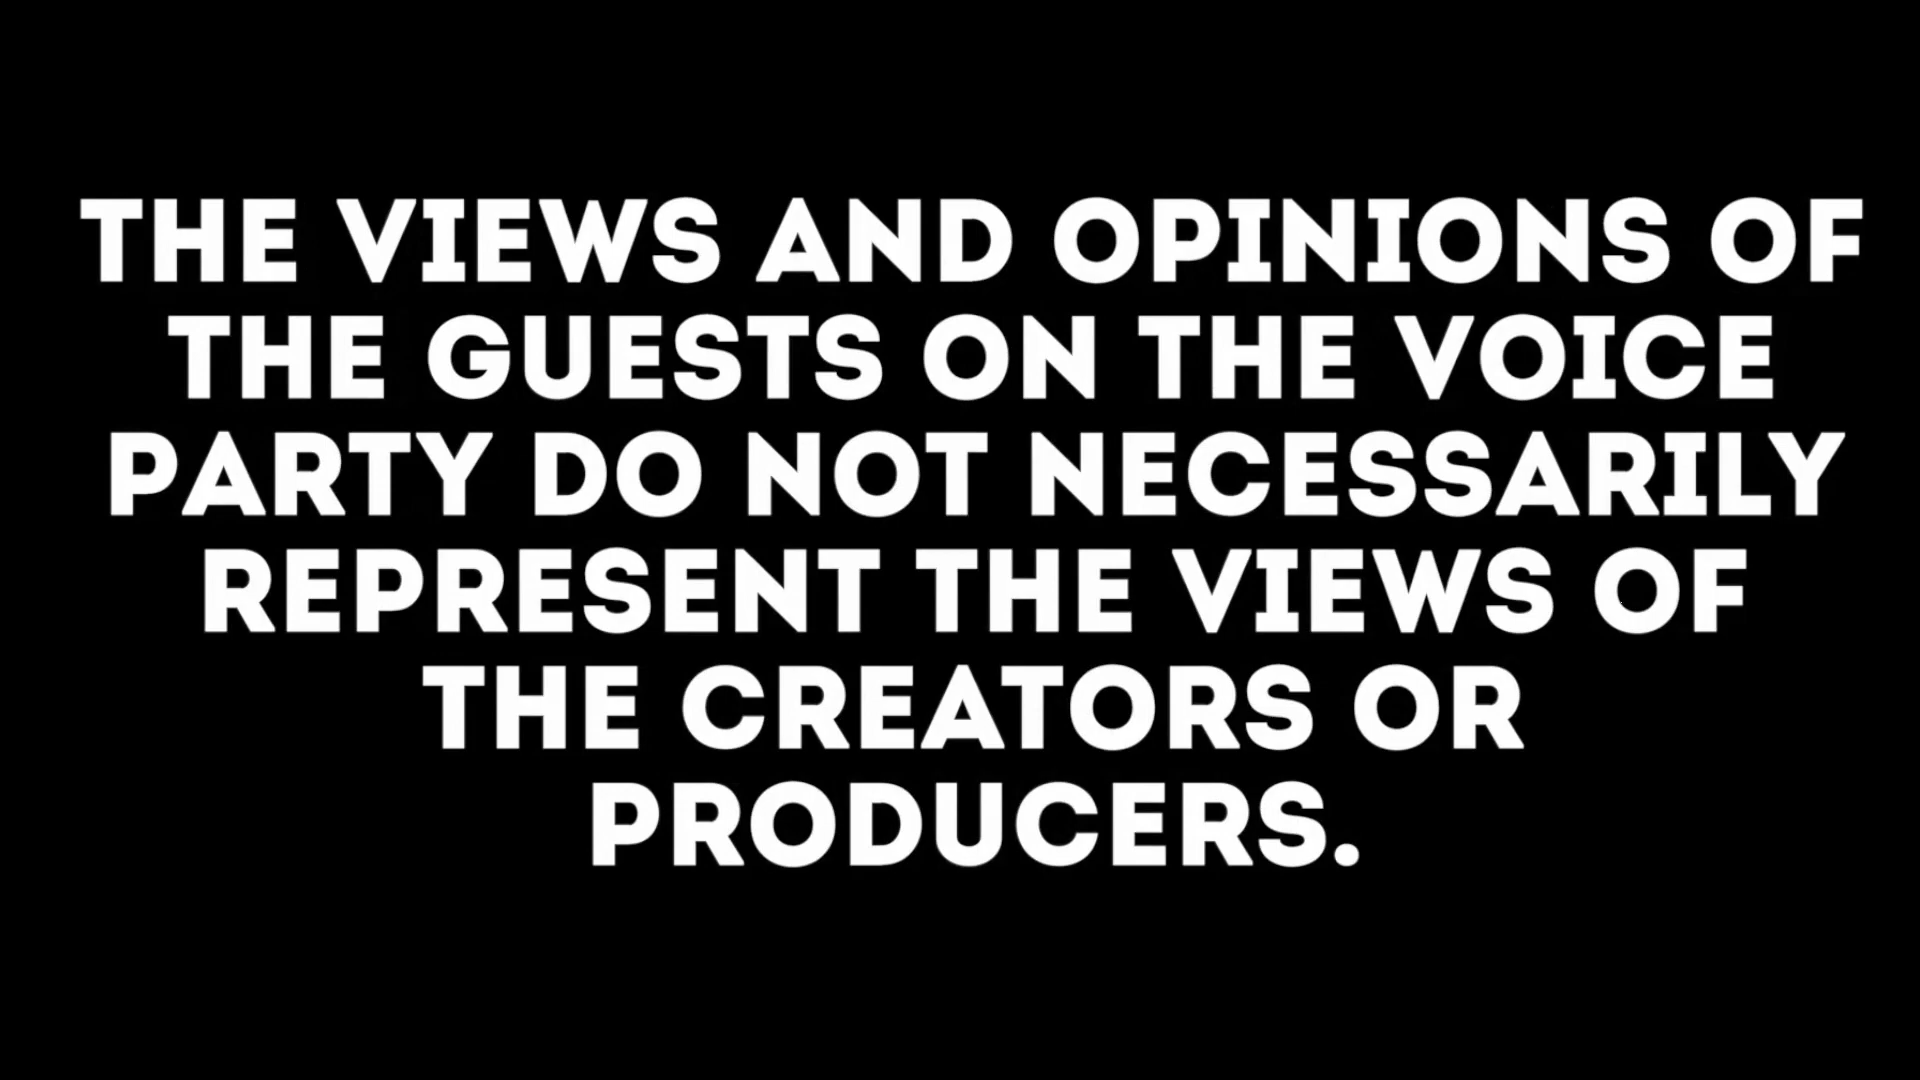 THE VIEWS AND OPINIONS OF
THE GUESTS ON THE VOICE
PARTY DO NOT NECESSARILY
REPRESENT THE VIEWS OF
THE CREATORS OR
PRODUCERS.